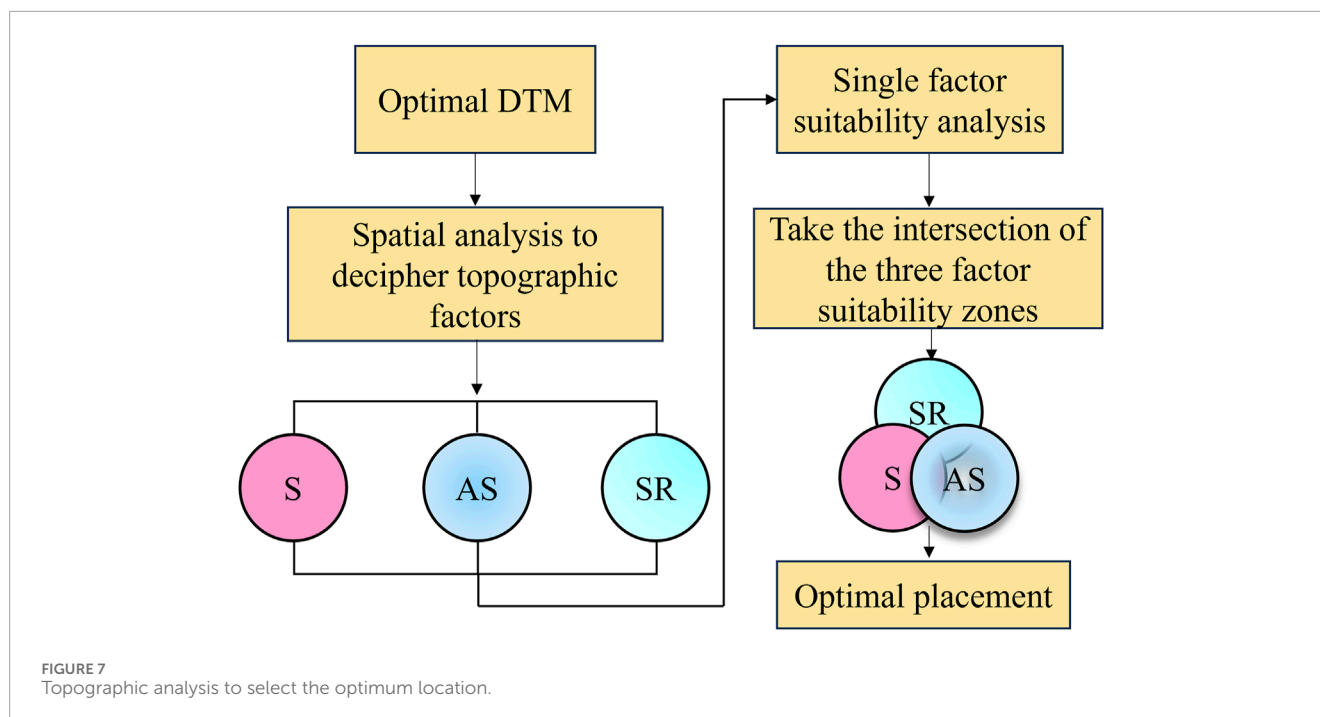 Optimal DTM
Spatial analysis to
decipher topographic
factors
S
AS
SR
Single factor
suitability analysis
Take the intersection of
the three factor
suitability zones
SR
S
AS
Optimal placement
FIGURE 7
Topographic analysis to select the optimum location.